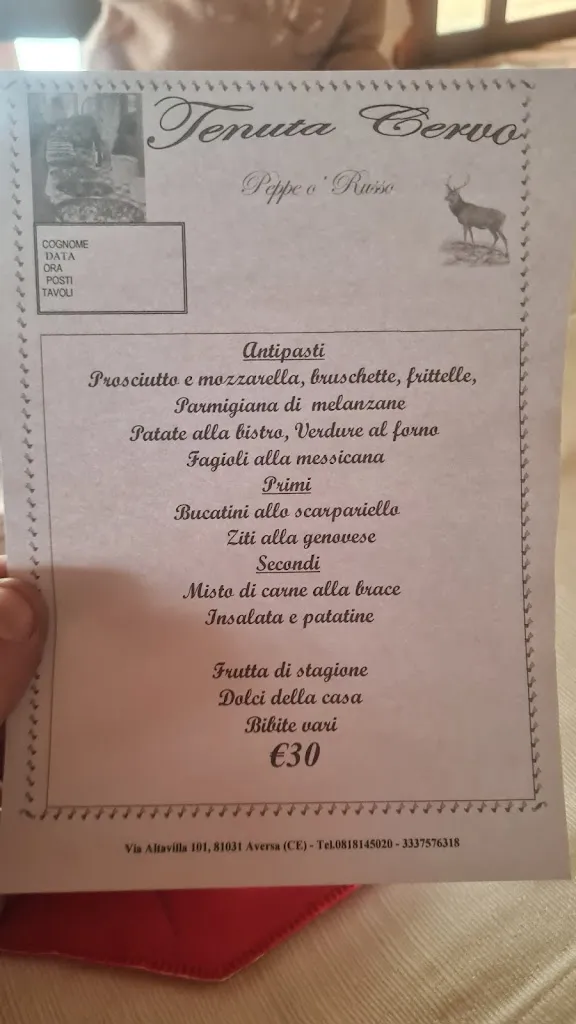 Tenuta Cervo
Peppe o' Russo
COGNOME
DATA
ORA
POSTI
TAVOLI
Antipasti
Prosciutto e mozzarella, bruschette, frittelle,
Parmigiana di melanzane
Patate alla bistro, Verdure al forno
Fagioli alla messicana
Primi
Bucatini allo scarpariello
Ziti alla genovese
Secondi
Misto di carne alla brace
Insalata e patatine
Frutta di stagione
Dolci della casa
Bibite vari
€30
Via Altavilla 101, 81031 Aversa (CE) - Tel.0818145020 - 3337576318